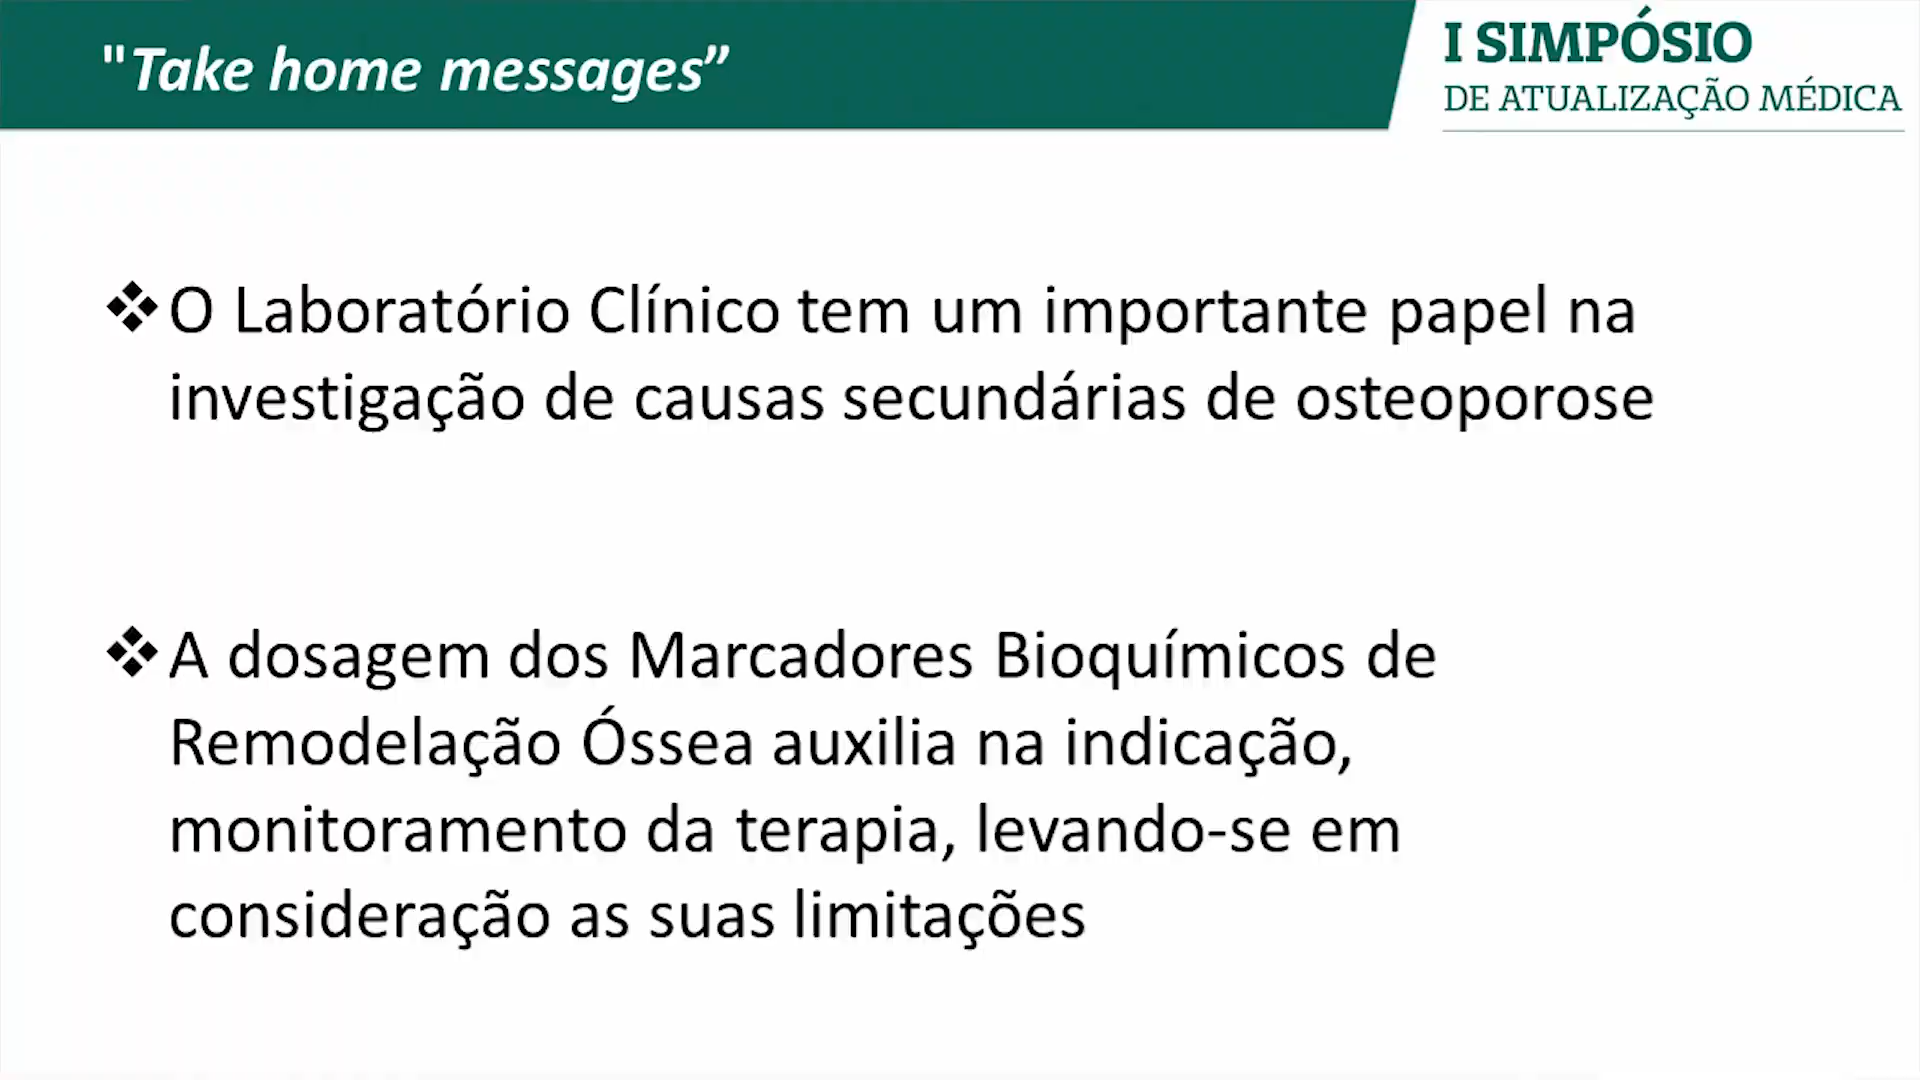 "Take home messages”
I SIMPÓSIO
DE ATUALIZAÇÃO MÉDICA
❖O Laboratório Clínico tem um importante papel na
investigação de causas secundárias de osteoporose
❖A dosagem dos Marcadores Bioquímicos de
Remodelação Óssea auxilia na indicação,
monitoramento da terapia, levando-se em
consideração as suas limitações